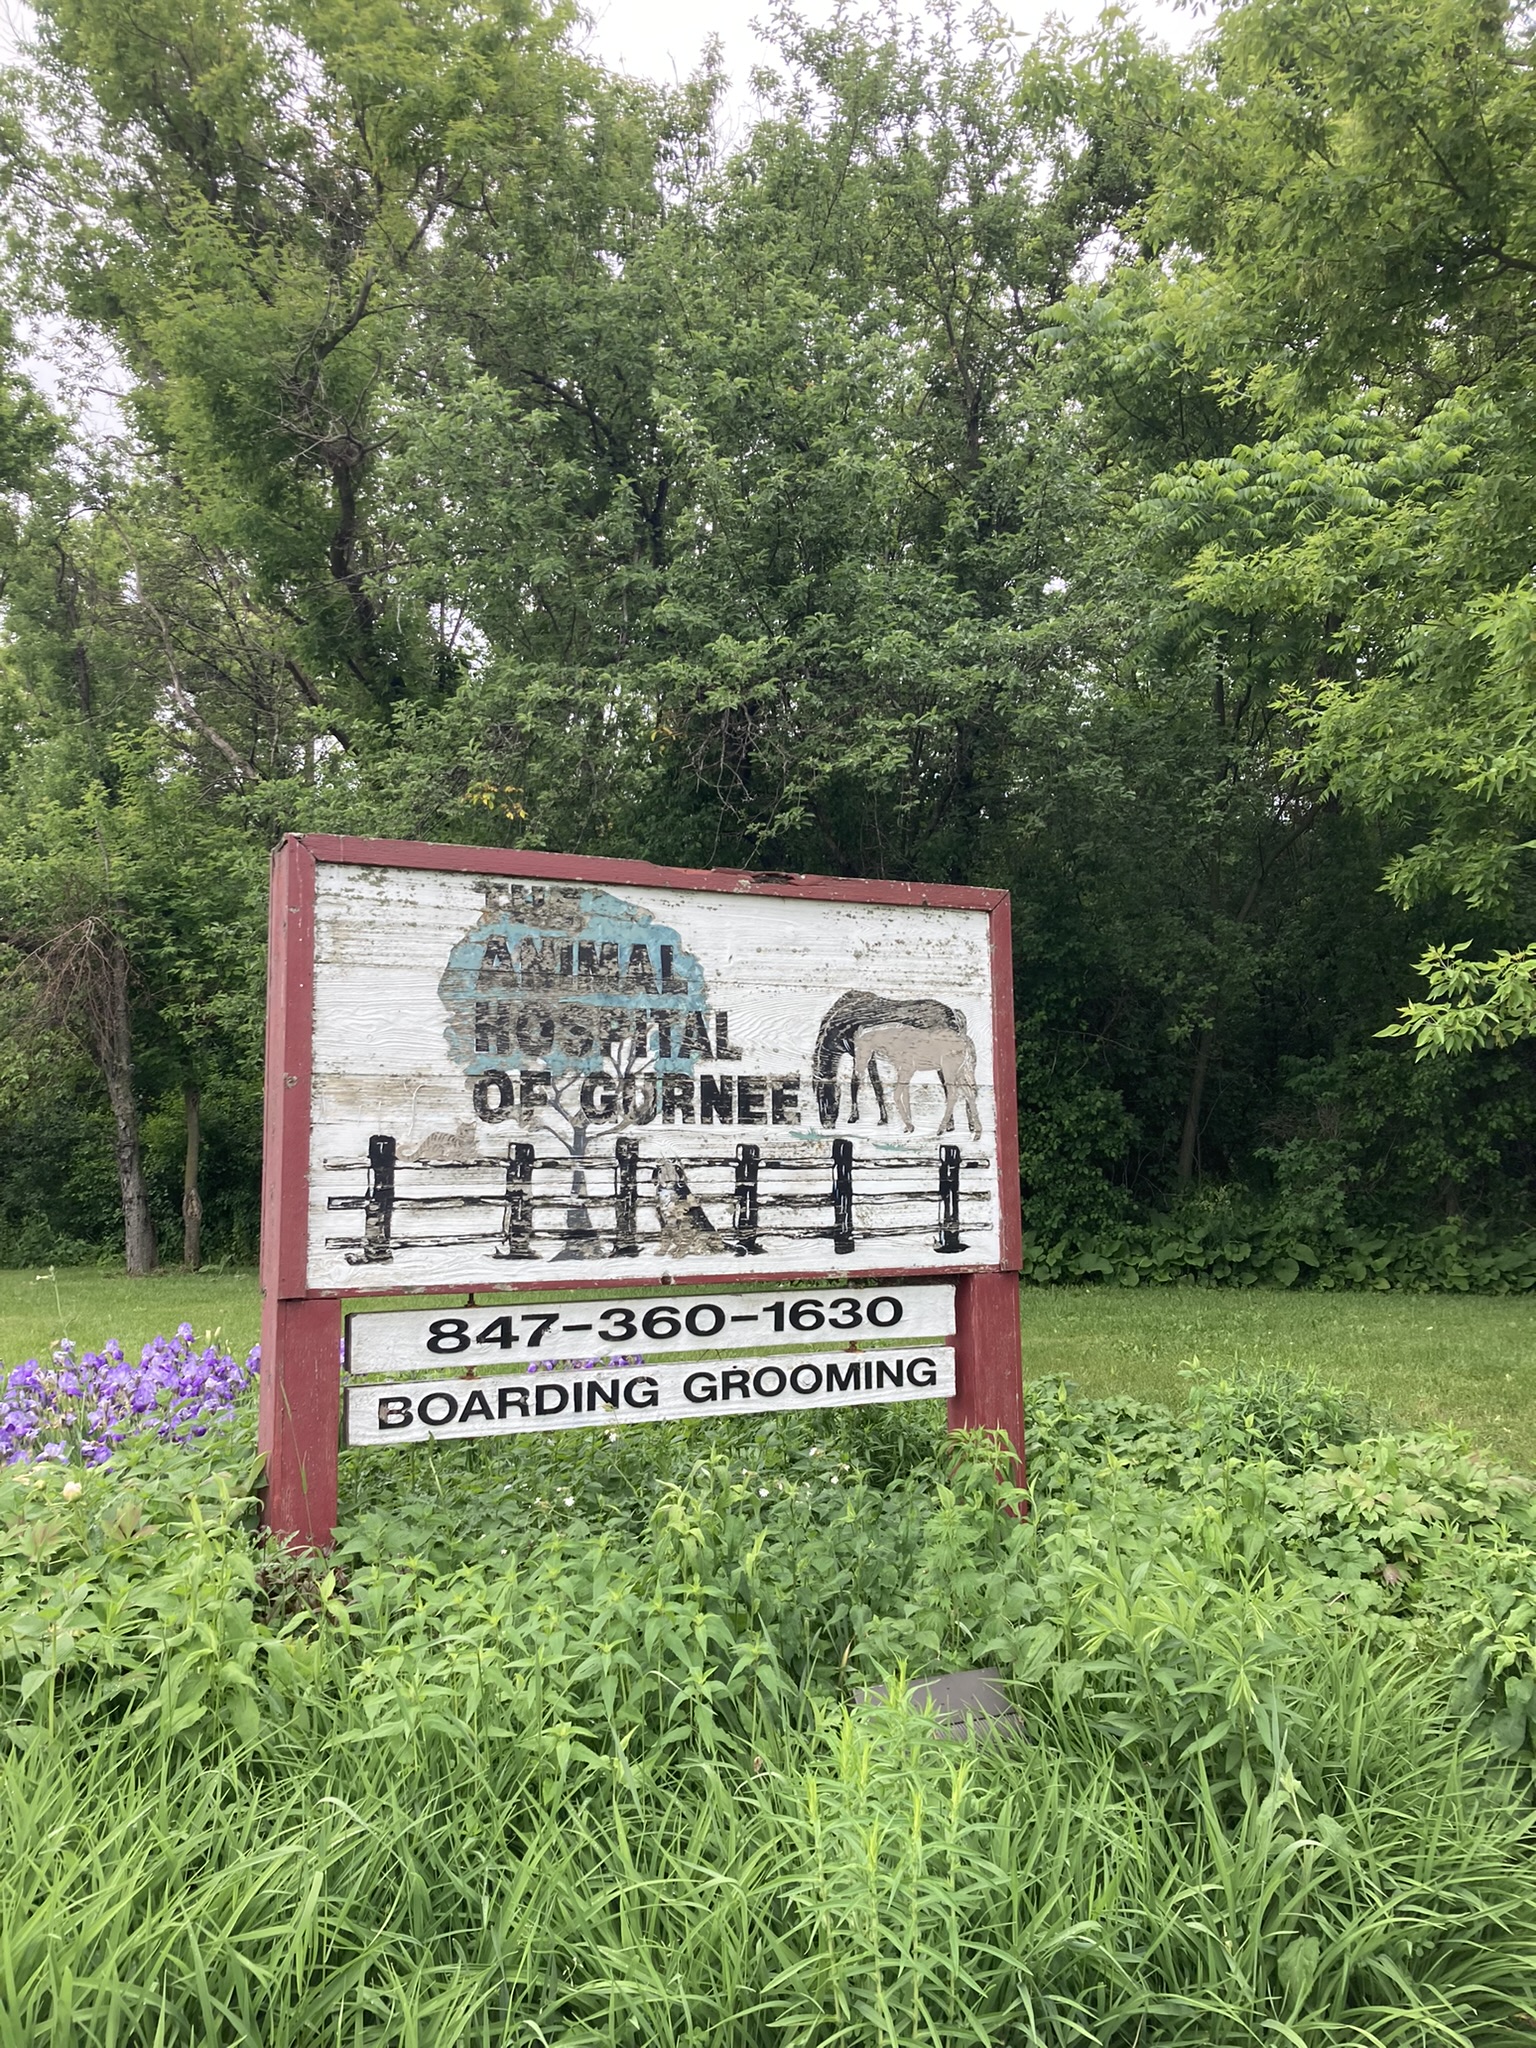 THE
ANIMAL
HOSPITAL
OF GURNEE
847-360-1630
BOARDING GROOMING